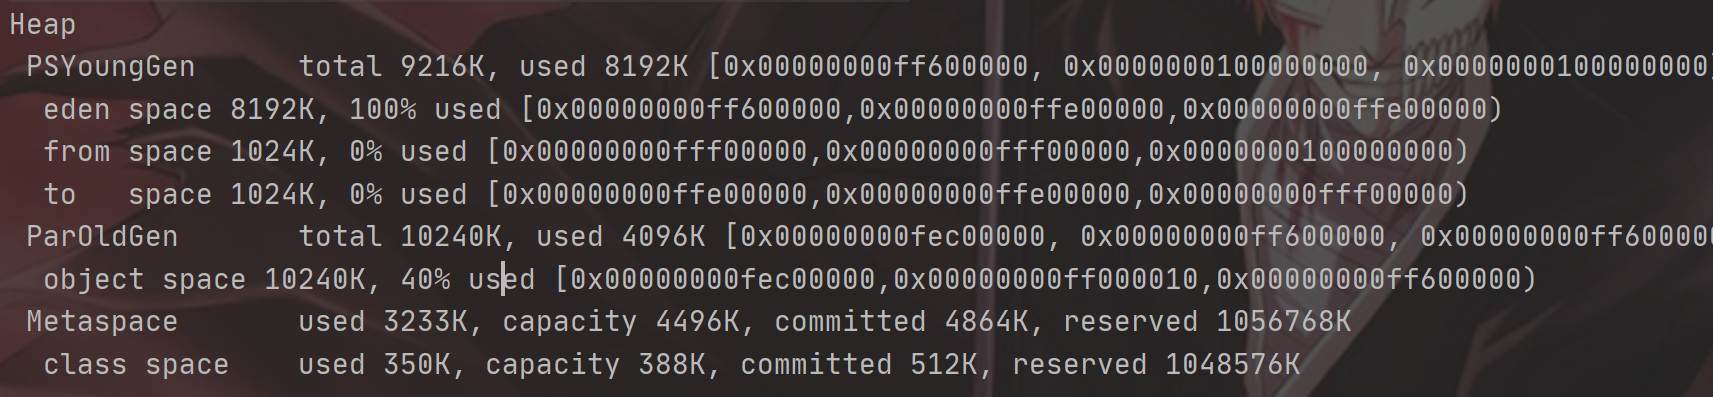 Heap
 PSYoungGen      total 9216K, used 8192K [0x00000000ff600000, 0x0000000100000000, 0x0000000100000000)
  eden space 8192K, 100% used [0x00000000ff600000,0x00000000ffe00000,0x00000000ffe00000)
  from space 1024K, 0% used [0x00000000fff00000,0x00000000fff00000,0x0000000100000000)
  to   space 1024K, 0% used [0x00000000ffe00000,0x00000000ffe00000,0x00000000fff00000)
 ParOldGen       total 10240K, used 4096K [0x00000000fec00000, 0x00000000ff600000, 0x00000000ff600000
  object space 10240K, 40% used [0x00000000fec00000,0x00000000ff000010,0x00000000ff600000)
 Metaspace       used 3233K, capacity 4496K, committed 4864K, reserved 1056768K
  class space    used 350K, capacity 388K, committed 512K, reserved 1048576K